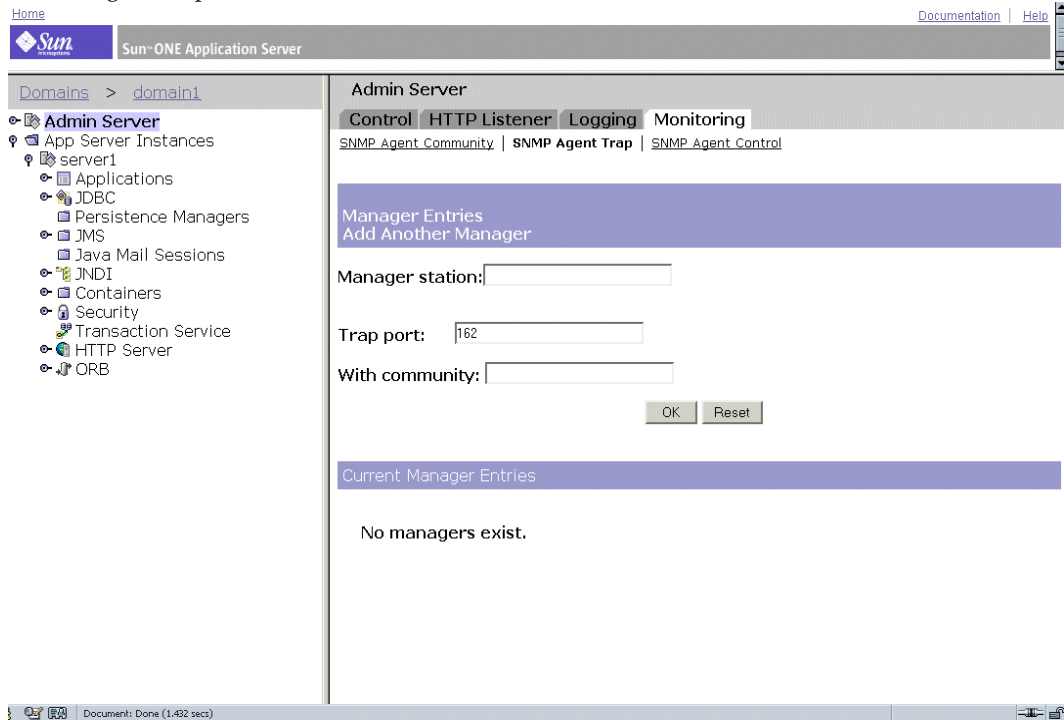 Home
Documentation | Help
Sun microsystems
Sun™ ONE Application Server
Domains > domain1
Admin Server
App Server Instances
server1
Applications
JDBC
Persistence Managers
JMS
Java Mail Sessions
JNDI
Containers
Security
Transaction Service
HTTP Server
ORB
Admin Server
Control HTTP Listener Logging Monitoring
SNMP Agent Community | SNMP Agent Trap | SNMP Agent Control
Manager Entries
Add Another Manager
Manager station:
Trap port: 162
With community:
OK Reset
Current Manager Entries
No managers exist.
Document: Done (1.432 secs)